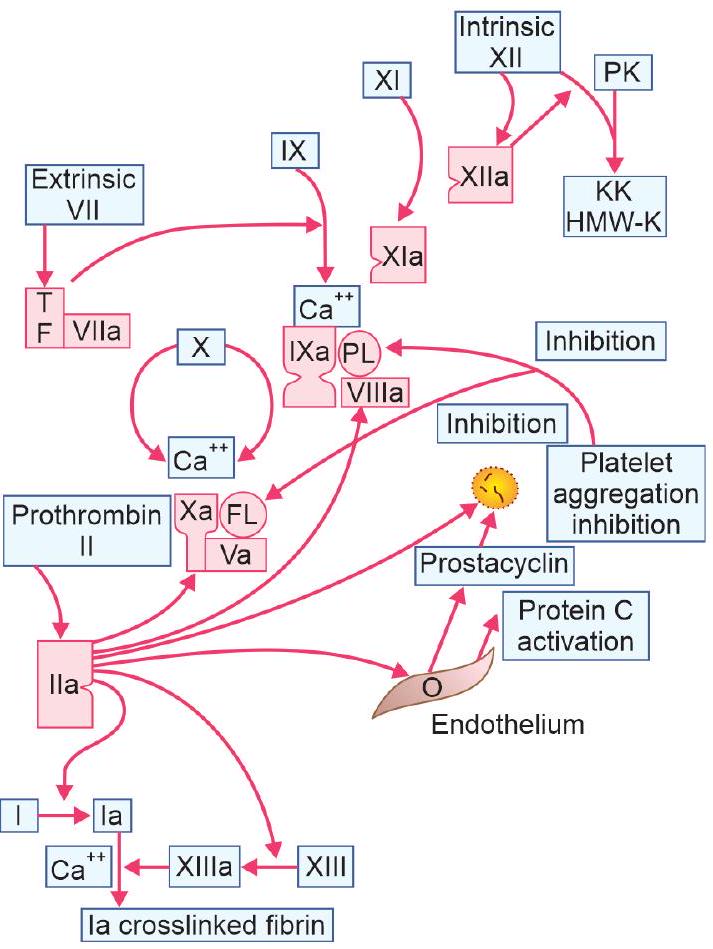 Intrinsic
XII
PK
XI
IX
XIIa
Extrinsic
VII
KK
HMW-K
XIa
T
F
VIIa
Ca++
IXa
PL
VIIIa
X
Inhibition
Inhibition
Ca++
Platelet
aggregation
inhibition
Prothrombin
II
Xa
FL
Va
Prostacyclin
Protein C
activation
IIa
O
Endothelium
I
Ia
Ca++
XIIIa
XIII
Ia crosslinked fibrin